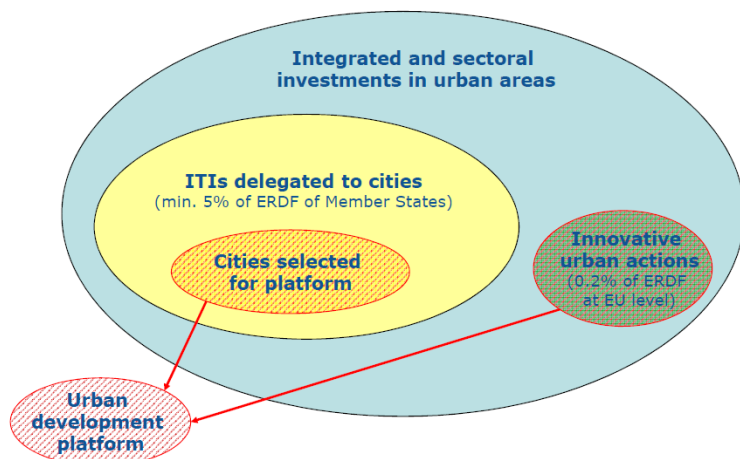 Integrated and sectoral
investments in urban areas
ITIs delegated to cities
(min. 5% of ERDF of Member States)
Cities selected
for platform
Innovative
urban actions
(0.2% of ERDF
at EU level)
Urban
development
platform